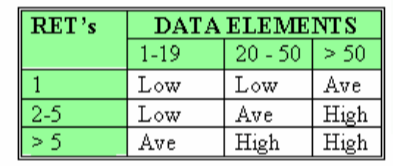 RET's DATA ELEMENTS
1-19 20 - 50 > 50
1 Low Low Ave
2-5 Low Ave High
> 5 Ave High High